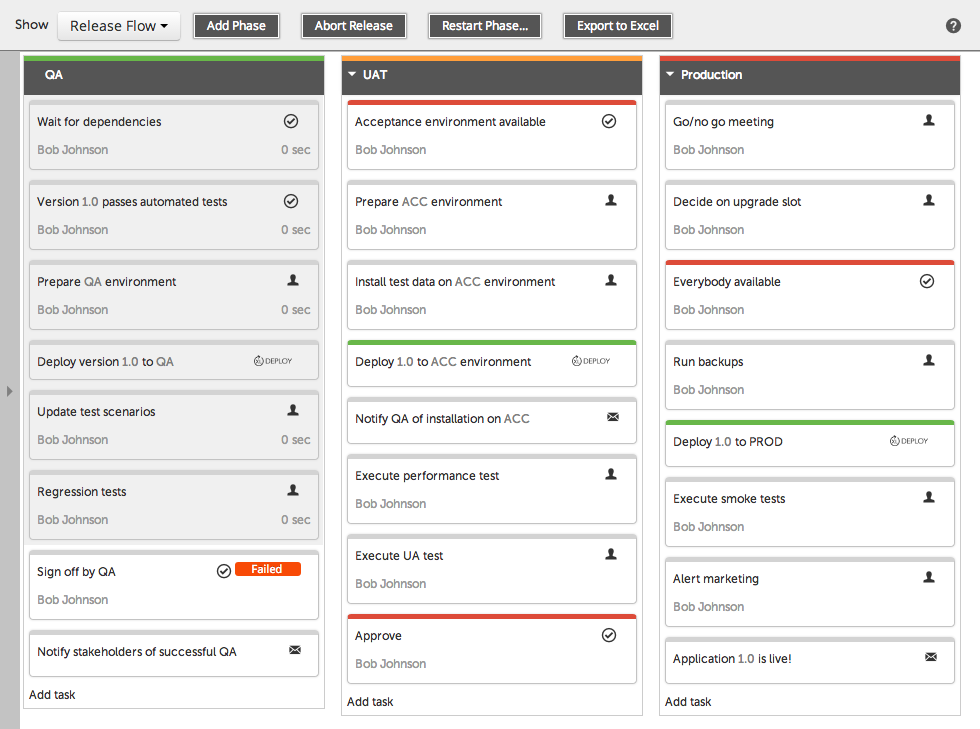 Show
Release Flow
Add Phase
Abort Release
Restart Phase...
Export to Excel
?
QA
Wait for dependencies
Bob Johnson
0 sec
Version 1.0 passes automated tests
Bob Johnson
0 sec
Prepare QA environment
Bob Johnson
0 sec
Deploy version 1.0 to QA
DEPLOY
Update test scenarios
Bob Johnson
0 sec
Regression tests
Bob Johnson
0 sec
Sign off by QA
Failed
Bob Johnson
Notify stakeholders of successful QA
Add task
UAT
Acceptance environment available
Bob Johnson
Prepare ACC environment
Bob Johnson
Install test data on ACC environment
Bob Johnson
Deploy 1.0 to ACC environment
DEPLOY
Notify QA of installation on ACC
Execute performance test
Bob Johnson
Execute UA test
Bob Johnson
Approve
Bob Johnson
Add task
Production
Go/no go meeting
Bob Johnson
Decide on upgrade slot
Bob Johnson
Everybody available
Bob Johnson
Run backups
Bob Johnson
Deploy 1.0 to PROD
DEPLOY
Execute smoke tests
Bob Johnson
Alert marketing
Bob Johnson
Application 1.0 is live!
Add task